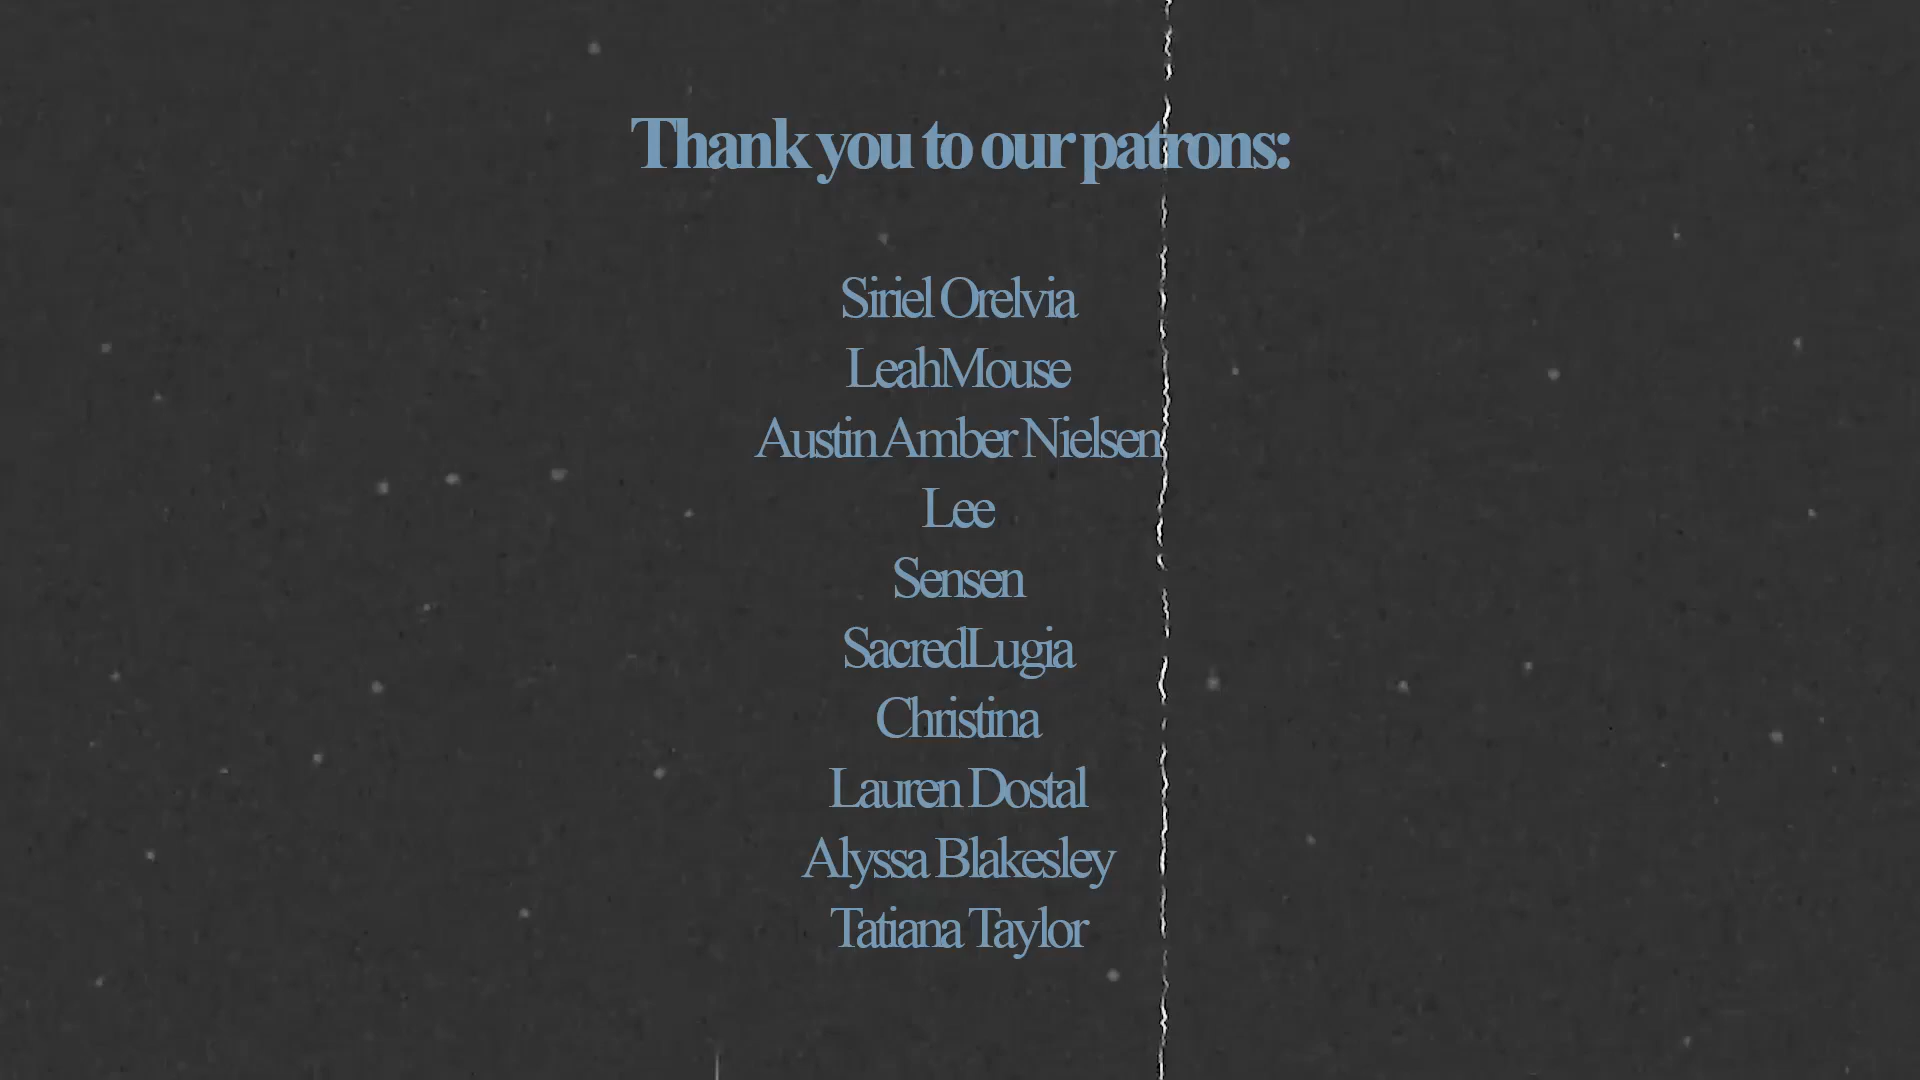 Thank you to our patrons:
Siriel Orelvia
LeahMouse
Austin Amber Nielsen
Lee
Sensen
SacredLugia
Christina
Lauren Dostal
Alyssa Blakesley
Tatiana Taylor